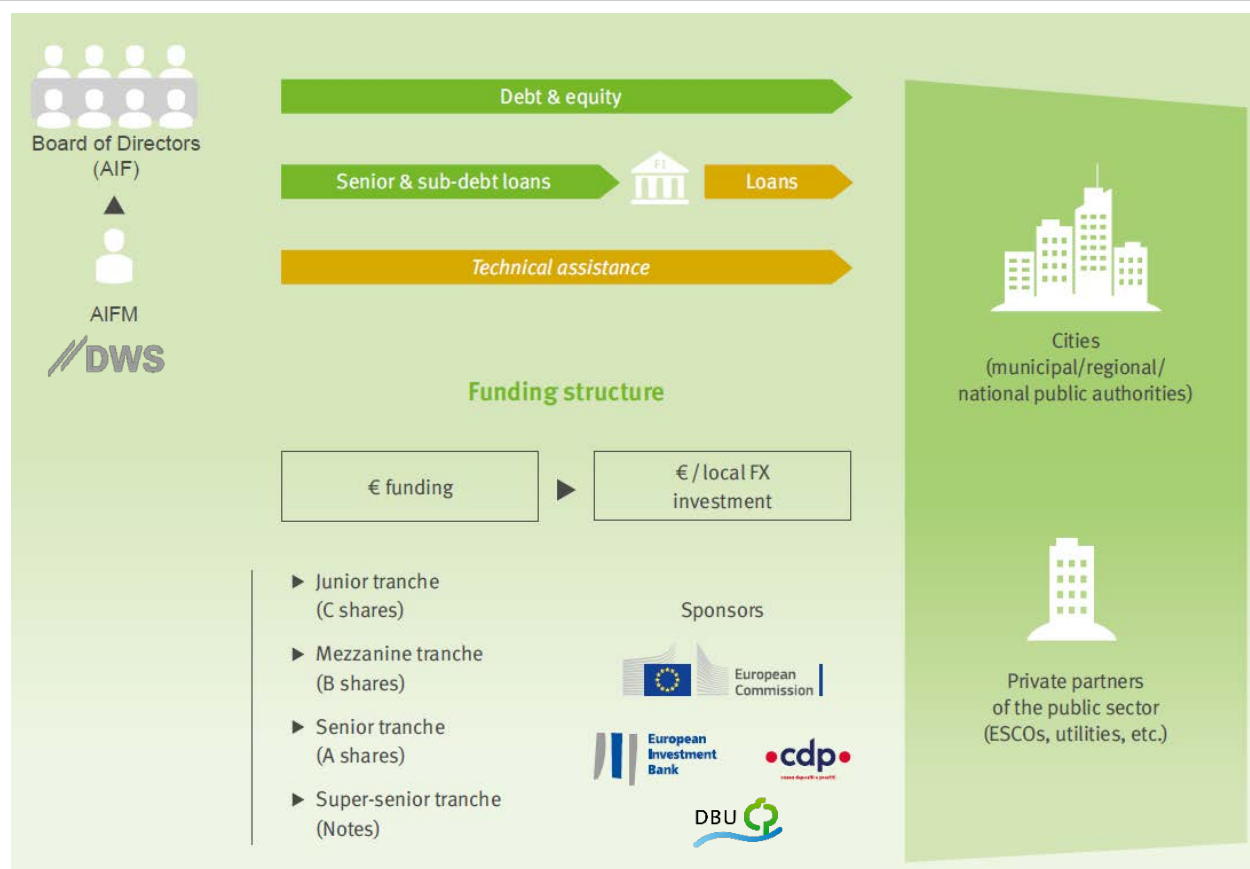 Board of Directors
(AIF)
AIFM
DWS
Debt & equity
Senior & sub-debt loans
FI
Loans
Technical assistance
Funding structure
€ funding
€ / local FX
investment
Junior tranche
(C shares)
Mezzanine tranche
(B shares)
Senior tranche
(A shares)
Super-senior tranche
(Notes)
Sponsors
European
Commission
European
Investment
Bank
cdp
DBU
Cities
(municipal/regional/
national public authorities)
Private partners
of the public sector
(ESCOs, utilities, etc.)